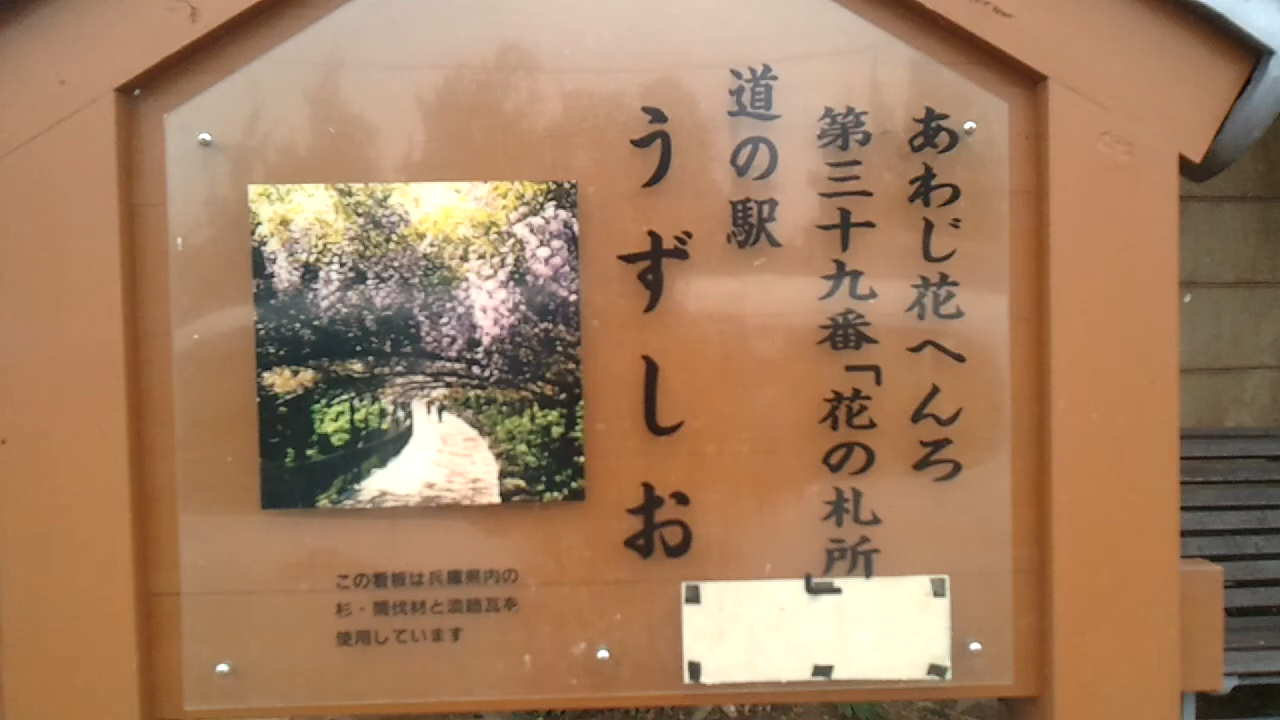 あわじ花へんろ
第三十九番「花の札所」
道の駅
うずしお
この看板は兵庫県内の
杉・間伐材と淡路瓦を
使用しています